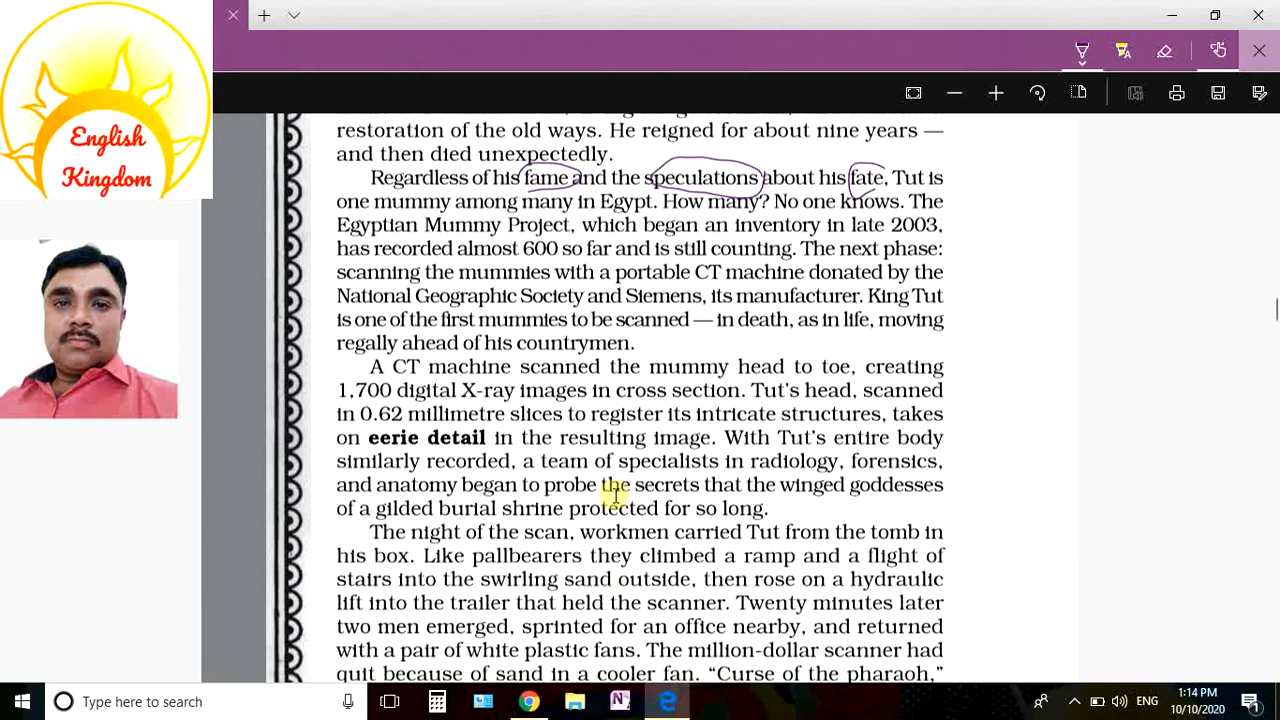 English
Kingdom
restoration of the old ways. He reigned for about nine years —
and then died unexpectedly.
Regardless of his fame and the speculations about his fate, Tut is
one mummy among many in Egypt. How many? No one knows. The
Egyptian Mummy Project, which began an inventory in late 2003,
has recorded almost 600 so far and is still counting. The next phase:
scanning the mummies with a portable CT machine donated by the
National Geographic Society and Siemens, its manufacturer. King Tut
is one of the first mummies to be scanned — in death, as in life, moving
regally ahead of his countrymen.
A CT machine scanned the mummy head to toe, creating
1,700 digital X-ray images in cross section. Tut's head, scanned
in 0.62 millimetre slices to register its intricate structures, takes
on eerie detail in the resulting image. With Tut's entire body
similarly recorded, a team of specialists in radiology, forensics,
and anatomy began to probe the secrets that the winged goddesses
of a gilded burial shrine protected for so long.
The night of the scan, workmen carried Tut from the tomb in
his box. Like pallbearers they climbed a ramp and a flight of
stairs into the swirling sand outside, then rose on a hydraulic
lift into the trailer that held the scanner. Twenty minutes later
two men emerged, sprinted for an office nearby, and returned
with a pair of white plastic fans. The million-dollar scanner had
quit because of sand in a cooler fan. “Curse of the pharaoh,”
Type here to search
ENG
1:14 PM
10/10/2020